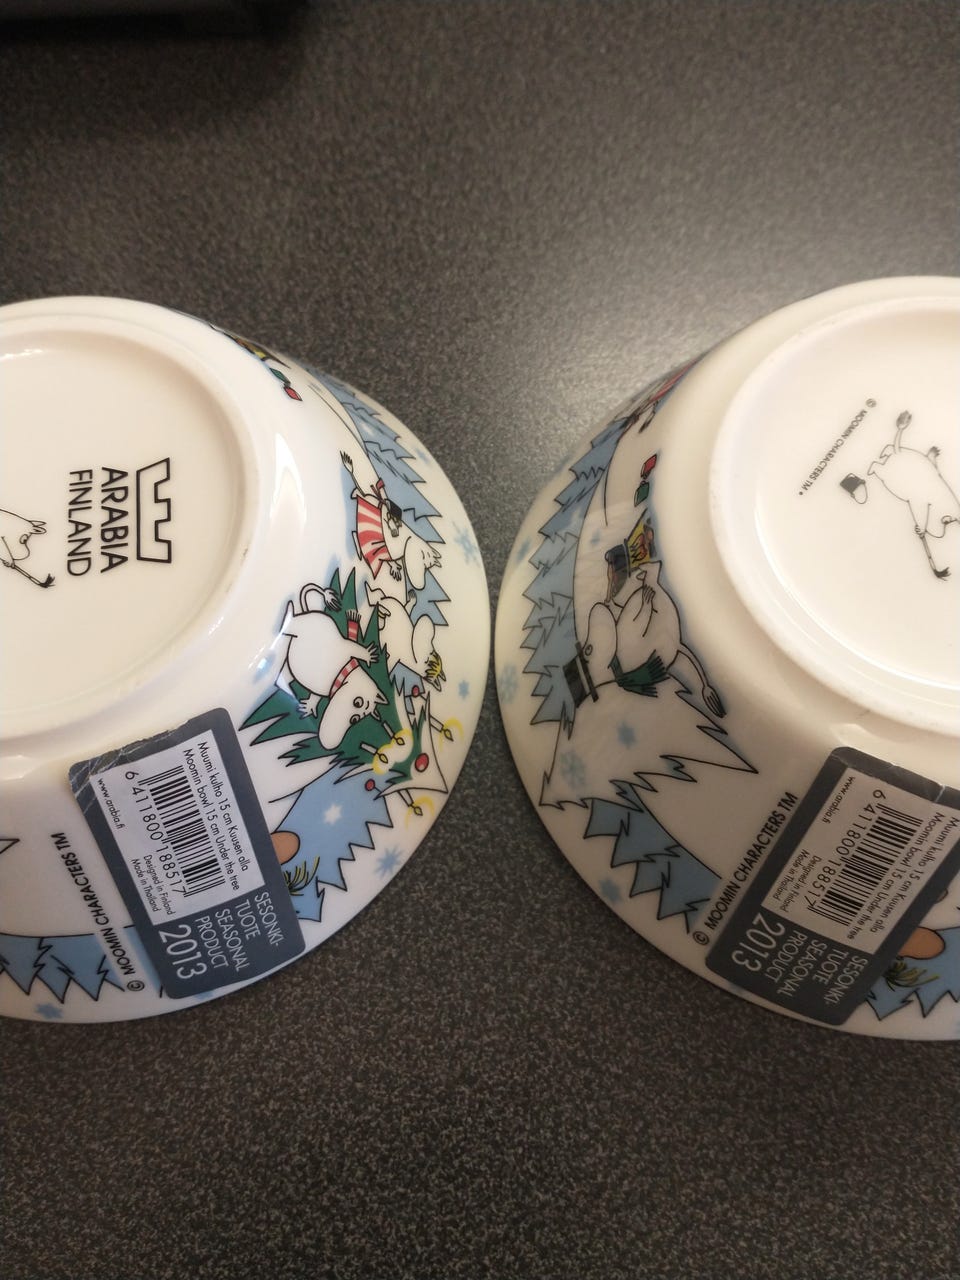 ARABIA
FINLAND
Muumi kulho 15 cm Kuusen alla
Moomin bowl 15 cm Under the tree
6 411800 188517
www.arabia.fi
Designed in Finland
Made in Thailand
SESONKI-
TUOTE
SEASONAL
PRODUCT
2013
© MOOMIN CHARACTERS TM
© MOOMIN CHARACTERS TM
Muumi kulho 15 cm Kuusen alla
Moomin bowl 15 cm Under the tree
6 411800 188517
www.arabia.fi
Designed in Finland
Made in Thailand
SESONKI-
TUOTE
SEASONAL
PRODUCT
2013
© MOOMIN CHARACTERS TM